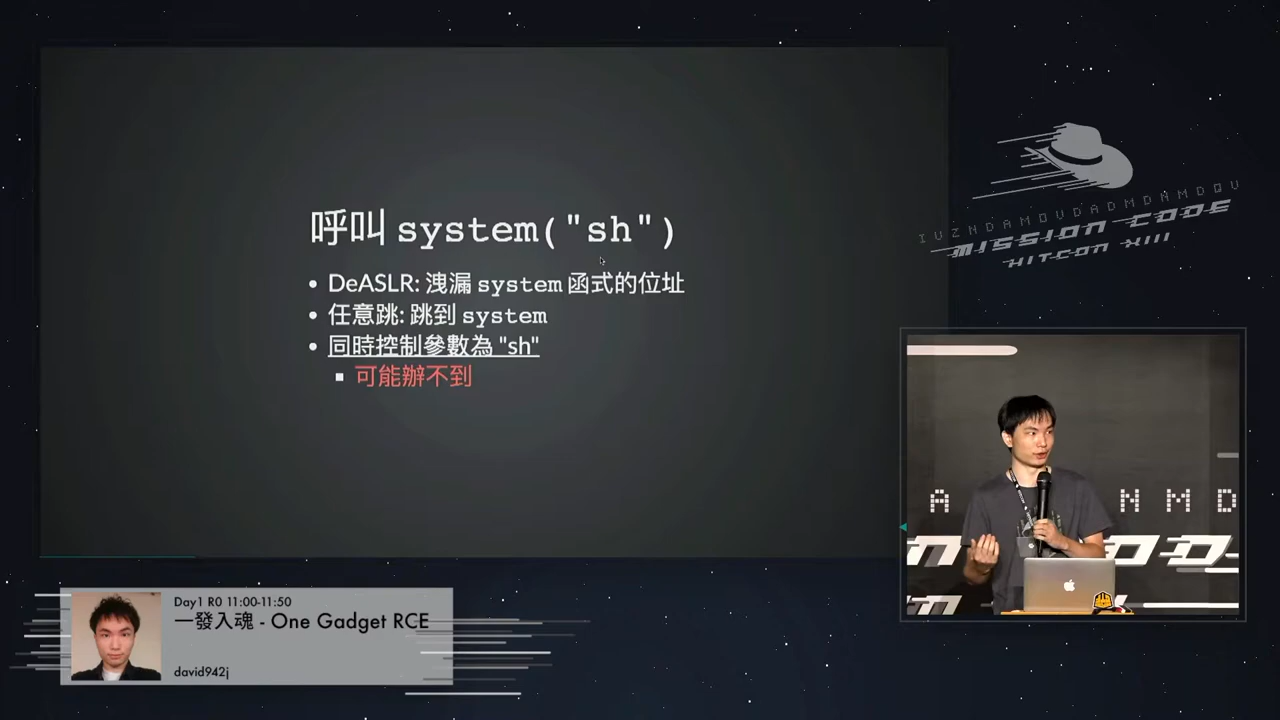 呼叫 system("sh")
• DeASLR: 洩漏 system 函式的位址
• 任意跳: 跳到 system
• 同時控制參數為 "sh"
▪ 可能辦不到
IVZNDAMOVDADMDNAMDQV
MISSION CODE
HITCON XIII
A NMD
Day1 R0 11:00-11:50
一發入魂 - One Gadget RCE
david942j